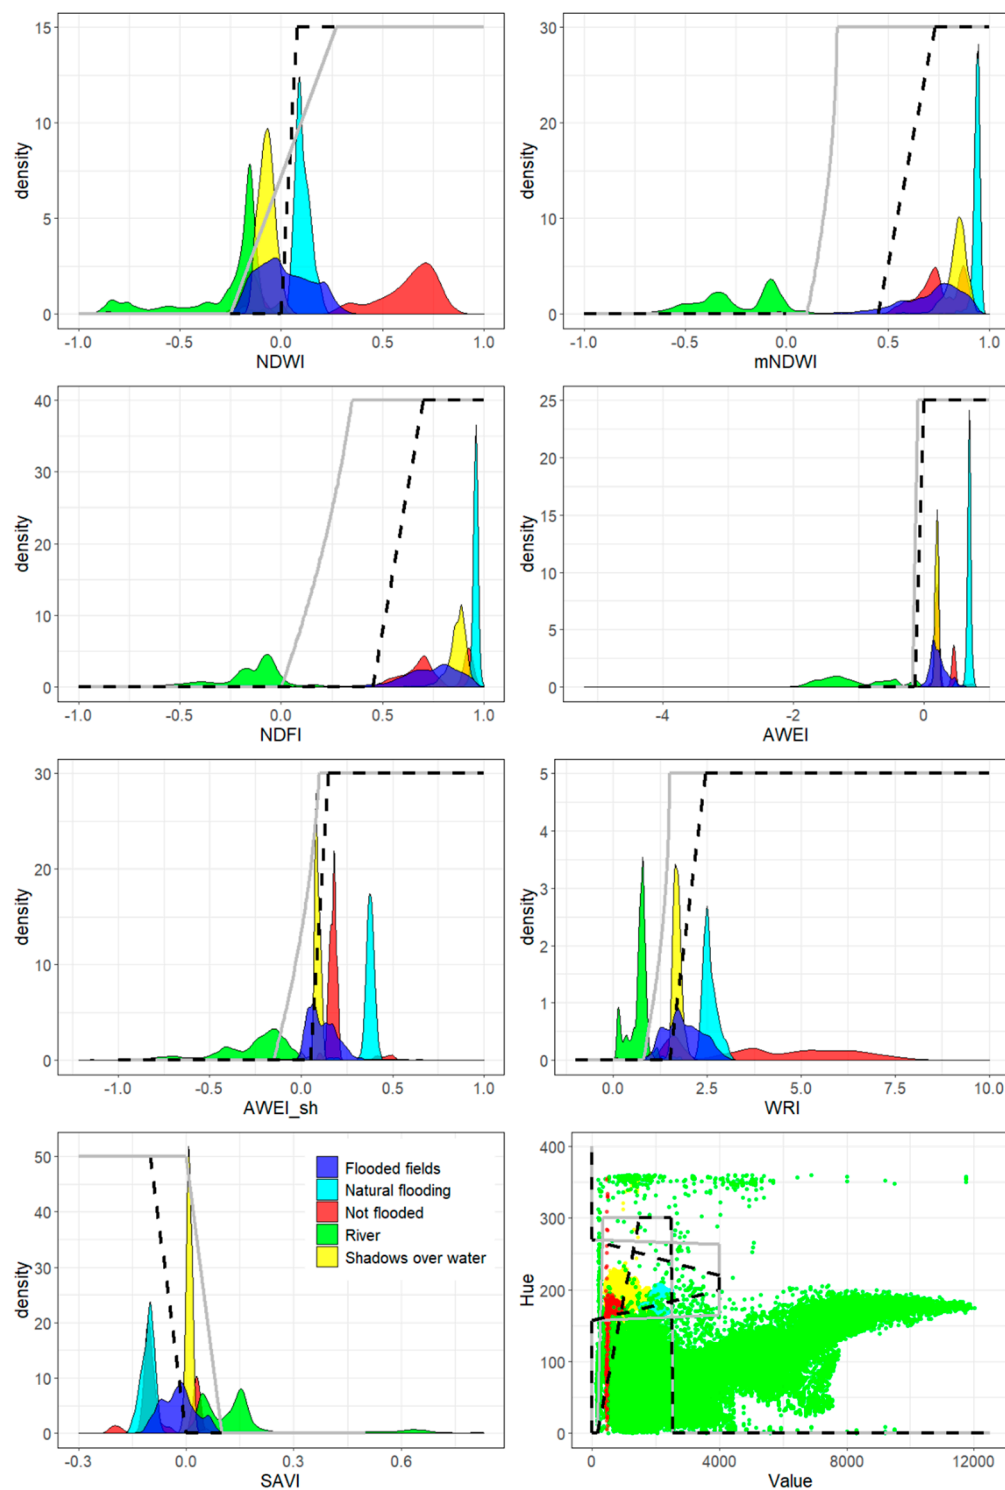 15
10
5
0
density
-1.0 -0.5 0.0 0.5 1.0
NDWI
30
20
10
0
density
-1.0 -0.5 0.0 0.5 1.0
mNDWI
40
30
20
10
0
density
-1.0 -0.5 0.0 0.5 1.0
NDFI
25
20
15
10
5
0
density
-4 -2 0
AWEI
30
20
10
0
density
-1.0 -0.5 0.0 0.5 1.0
AWEI_sh
5
4
3
2
1
0
density
0.0 2.5 5.0 7.5 10.0
WRI
50
40
30
20
10
0
density
Flooded fields
Natural flooding
Not flooded
River
Shadows over water
-0.3 0.0 0.3 0.6
SAVI
400
300
200
100
0
Hue
0 4000 8000 12000
Value